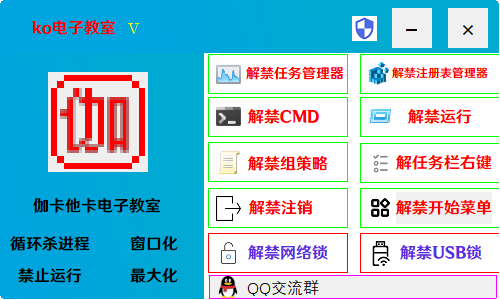 ko电子教室 V
伽
伽卡他卡电子教室
循环杀进程 窗口化
禁止运行 最大化
解禁任务管理器 解禁注册表管理器
解禁CMD 解禁运行
解禁组策略 解任务栏右键
解禁注销 解禁开始菜单
解禁网络锁 解禁USB锁
QQ交流群